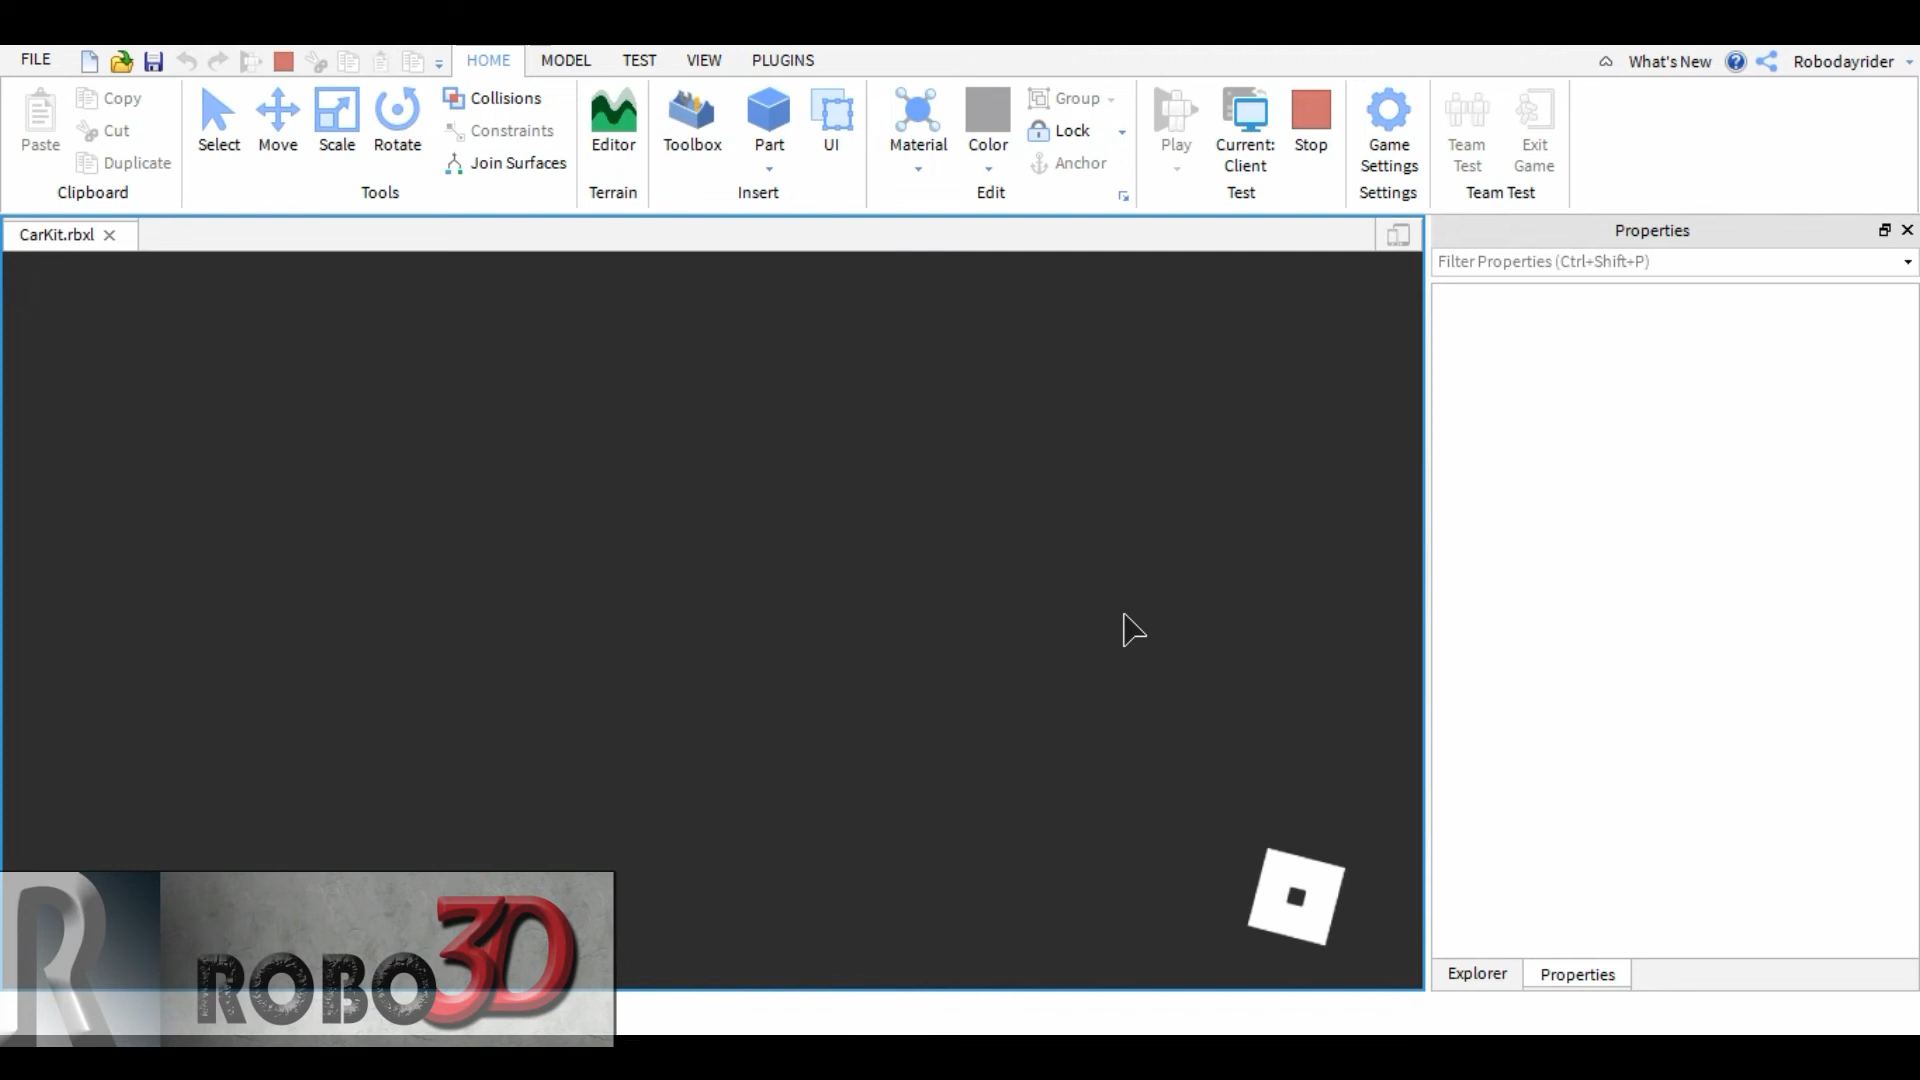 FILE HOME MODEL TEST VIEW PLUGINS What's New ? Robodayrider
Paste Copy Cut Duplicate
Clipboard
Select Move Scale Rotate Collisions Constraints Join Surfaces
Tools
Editor
Terrain
Toolbox Part UI
Insert
Material Color Group Lock Anchor
Edit
Play Current: Client Stop
Test
Game Settings
Settings
Team Test Exit Game
Team Test
CarKit.rbxl
Properties
Filter Properties (Ctrl+Shift+P)
R ROBO3D
Explorer Properties